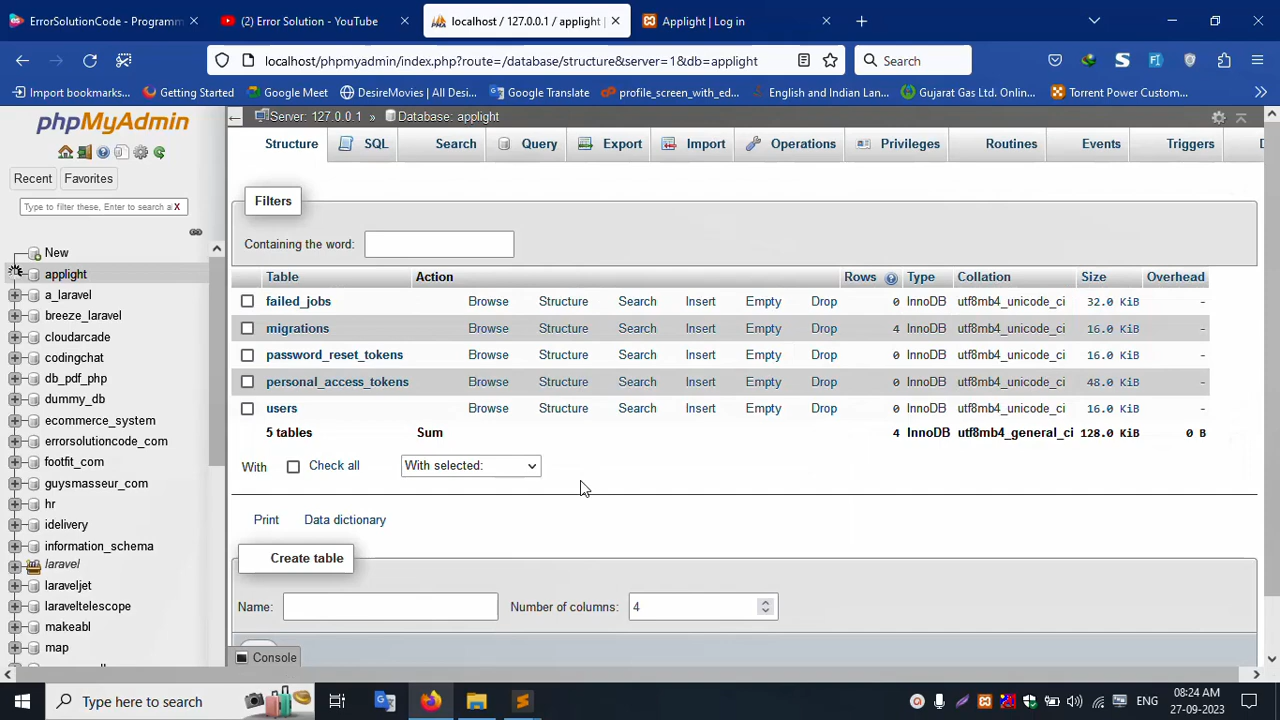 ErrorSolutionCode - Programm
(2) Error Solution - YouTube
localhost / 127.0.0.1 / applight |
Applight | Log in
localhost/phpmyadmin/index.php?route=/database/structure&server=1&db=applight
Search
Import bookmarks...
Getting Started
Google Meet
DesireMovies | All Desi...
Google Translate
profile_screen_with_ed...
English and Indian Lan...
Gujarat Gas Ltd. Onlin...
Torrent Power Custom...
phpMyAdmin
Recent
Favorites
Type to filter these, Enter to search al X
New
applight
a_laravel
breeze_laravel
cloudarcade
codingchat
db_pdf_php
dummy_db
ecommerce_system
errorsolutioncode_com
footfit_com
guysmasseur_com
hr
idelivery
information_schema
laravel
laraveljet
laraveltelescope
makeabl
map
Server: 127.0.0.1 » Database: applight
Structure SQL Search Query Export Import Operations Privileges Routines Events Triggers
Filters
Containing the word:
Table Action Rows Type Collation Size Overhead
failed_jobs Browse Structure Search Insert Empty Drop 0 InnoDB utf8mb4_unicode_ci 32.0 KiB -
migrations Browse Structure Search Insert Empty Drop 4 InnoDB utf8mb4_unicode_ci 16.0 KiB -
password_reset_tokens Browse Structure Search Insert Empty Drop 0 InnoDB utf8mb4_unicode_ci 16.0 KiB -
personal_access_tokens Browse Structure Search Insert Empty Drop 0 InnoDB utf8mb4_unicode_ci 48.0 KiB -
users Browse Structure Search Insert Empty Drop 0 InnoDB utf8mb4_unicode_ci 16.0 KiB -
5 tables Sum 4 InnoDB utf8mb4_general_ci 128.0 KiB 0 B
With Check all With selected:
Print Data dictionary
Create table
Name: Number of columns: 4
Console
Type here to search
ENG
08:24 AM
27-09-2023